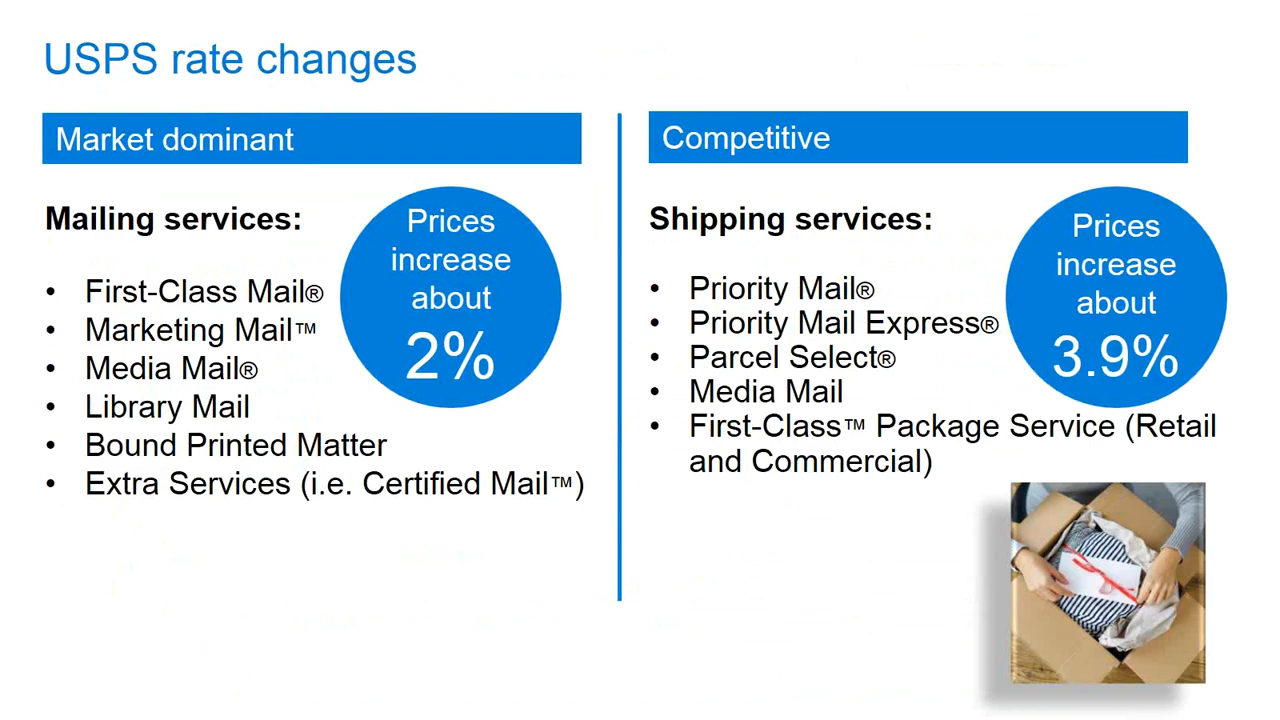 USPS rate changes
Market dominant
Mailing services:
Prices
increase
about
2%
• First-Class Mail®
• Marketing Mail™
• Media Mail®
• Library Mail
• Bound Printed Matter
• Extra Services (i.e. Certified Mail™)
Competitive
Shipping services:
Prices
increase
about
3.9%
• Priority Mail®
• Priority Mail Express®
• Parcel Select®
• Media Mail
• First-Class™ Package Service (Retail
and Commercial)